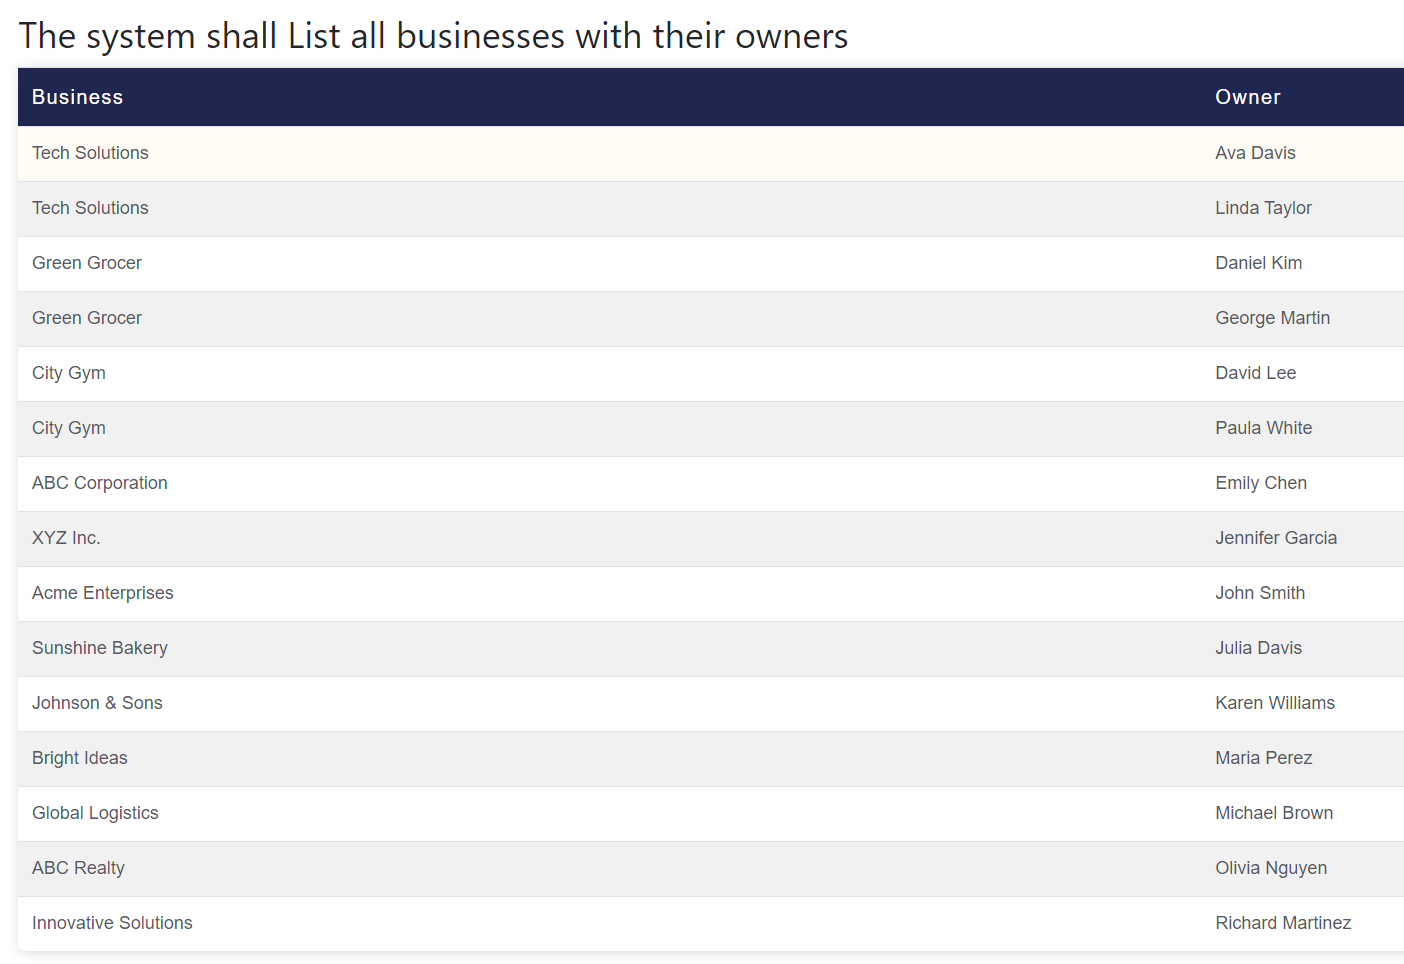 The system shall List all businesses with their owners
Business Owner
Tech Solutions Ava Davis
Tech Solutions Linda Taylor
Green Grocer Daniel Kim
Green Grocer George Martin
City Gym David Lee
City Gym Paula White
ABC Corporation Emily Chen
XYZ Inc. Jennifer Garcia
Acme Enterprises John Smith
Sunshine Bakery Julia Davis
Johnson & Sons Karen Williams
Bright Ideas Maria Perez
Global Logistics Michael Brown
ABC Realty Olivia Nguyen
Innovative Solutions Richard Martinez